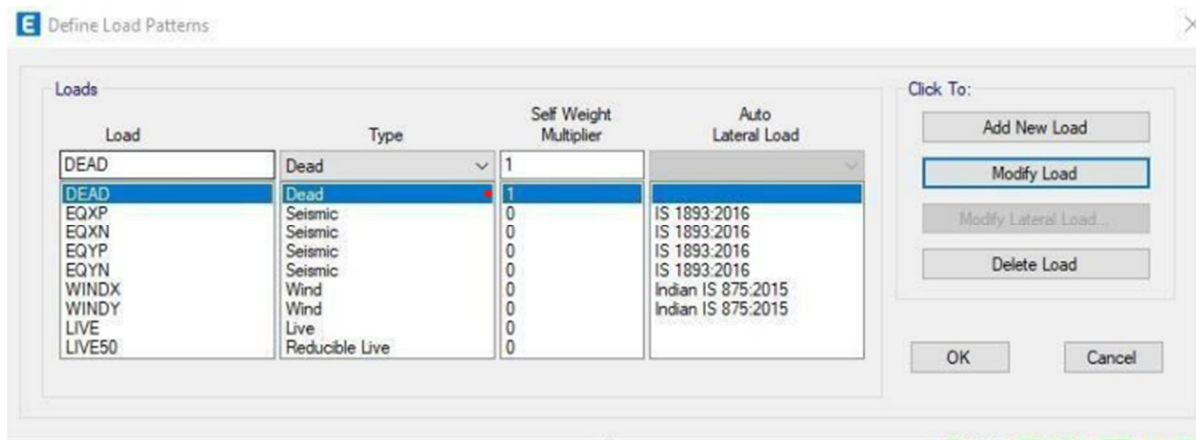 E Define Load Patterns
Loads
Click To:
Load Type Self Weight Multiplier Auto Lateral Load
DEAD Dead 1
DEAD Dead 1
EQXP Seismic 0 IS 1893:2016
EQXN Seismic 0 IS 1893:2016
EQYP Seismic 0 IS 1893:2016
EQYN Seismic 0 IS 1893:2016
WINDX Wind 0 Indian IS 875:2015
WINDY Wind 0 Indian IS 875:2015
LIVE Live 0
LIVE50 Reducible Live 0
Add New Load
Modify Load
Modify Lateral Load...
Delete Load
OK Cancel